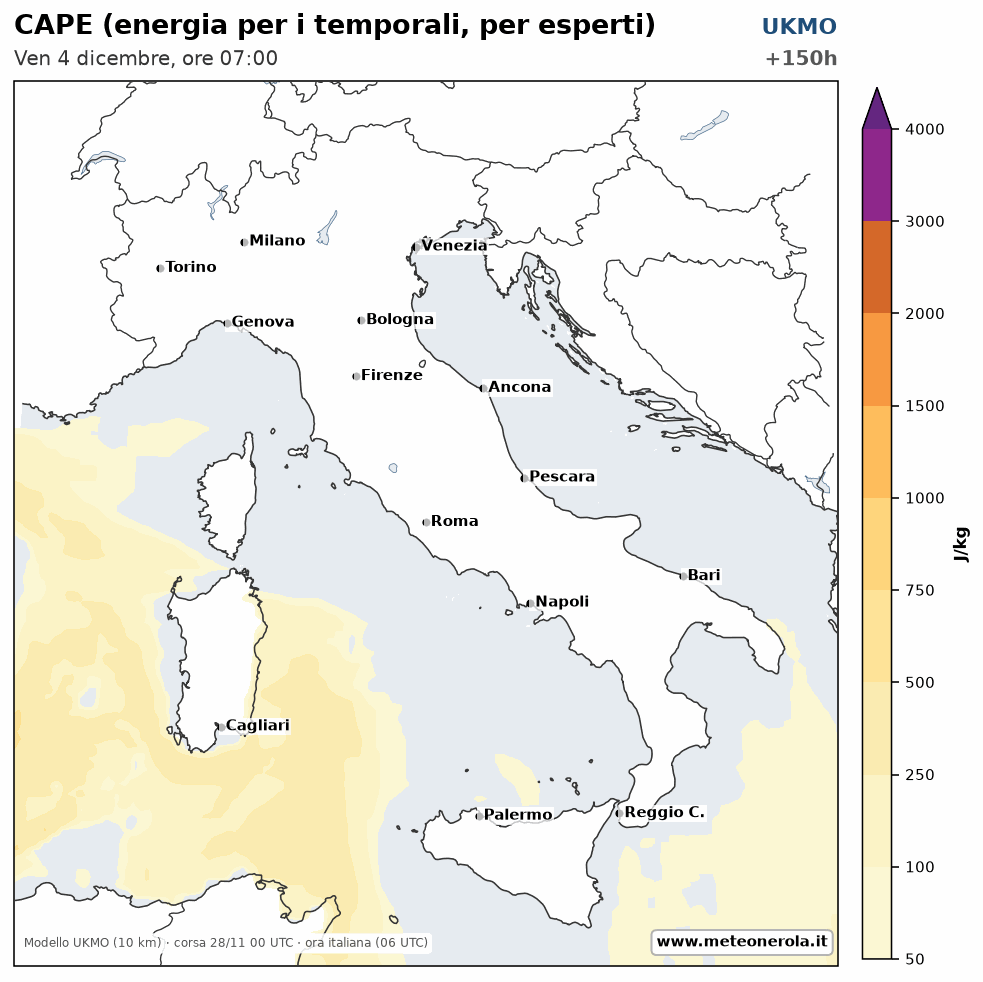 CAPE (energia per i temporali, per esperti)
UKMO
Ven 4 dicembre, ore 07:00
+150h
Milano
Venezia
Torino
Genova
Bologna
Firenze
Ancona
Pescara
Roma
Bari
Napoli
Cagliari
Palermo
Reggio C.
4000
3000
2000
1500
1000
750
500
250
100
50
J/kg
Modello UKMO (10 km) · corsa 28/11 00 UTC · ora italiana (06 UTC)
www.meteonerola.it